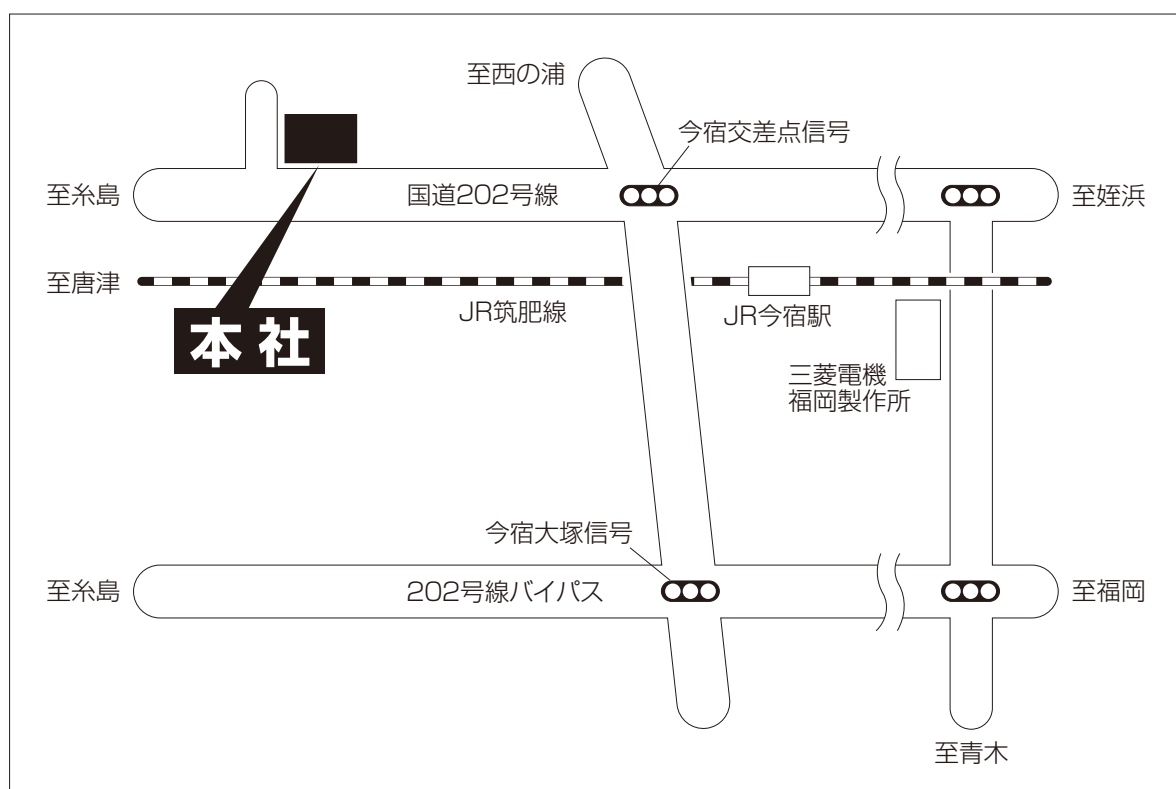 至西の浦
今宿交差点信号
至糸島
国道202号線
至姪浜
至唐津
JR筑肥線
JR今宿駅
本社
三菱電機
福岡製作所
今宿大塚信号
至糸島
202号線バイパス
至福岡
至青木